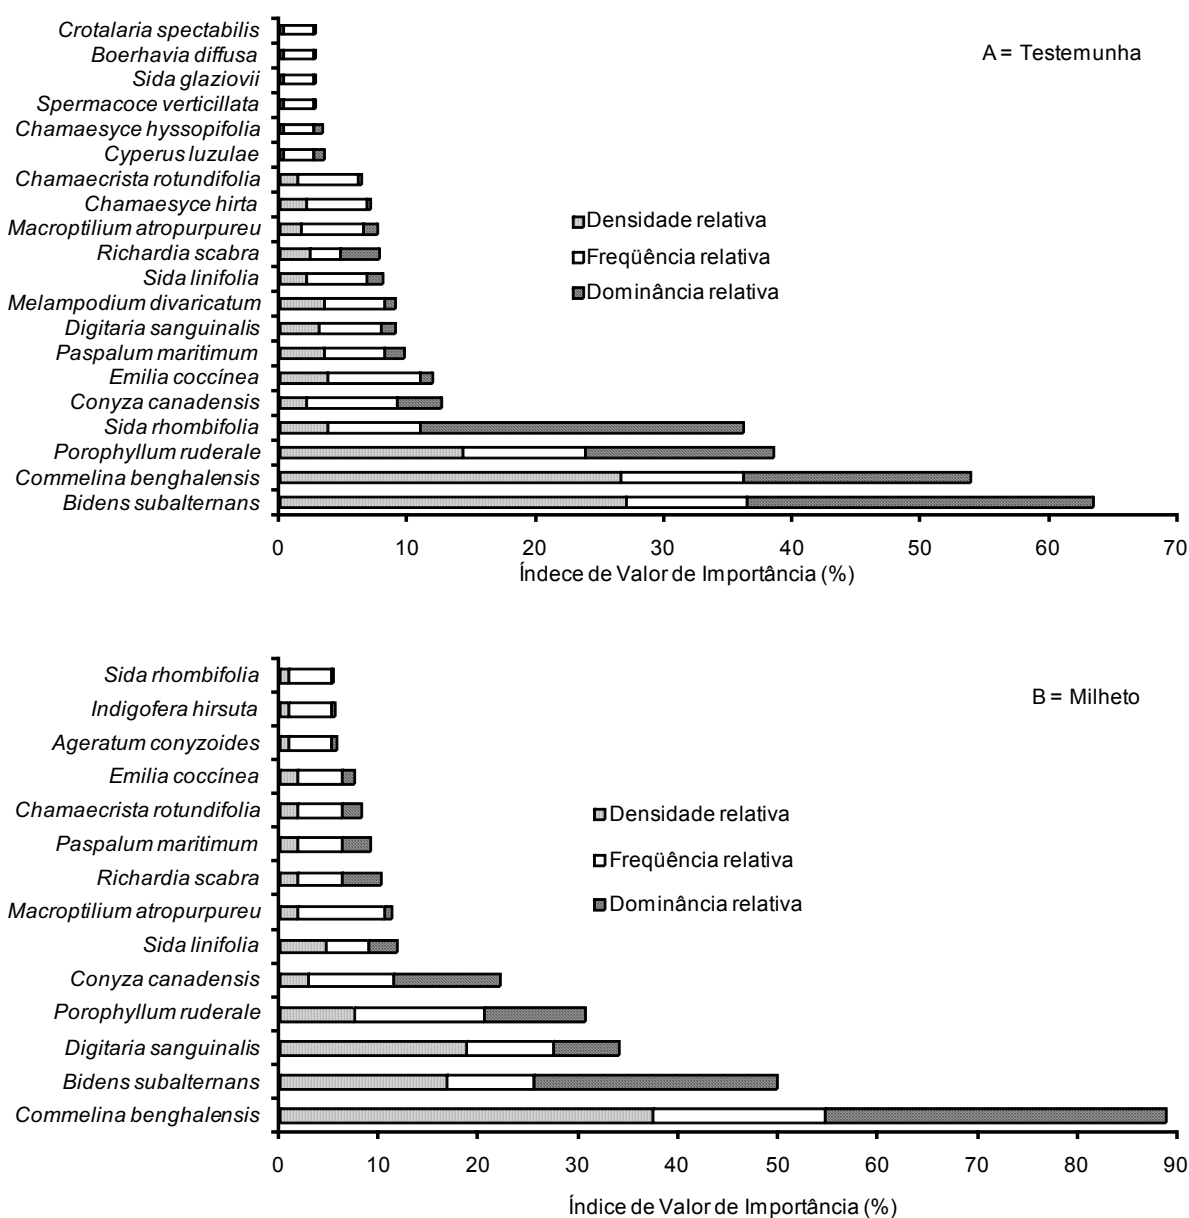 Crotalaria spectabilis
Boerhavia diffusa
A = Testemunha
Sida glaziovii
Spermacoce verticillata
Chamaesyce hyssopifolia
Cyperus luzulae
Chamaecrista rotundifolia
Chamaesyce hirta
Densidade relativa
Macroptilium atropurpureu
Richardia scabra
Freqüência relativa
Sida linifolia
Dominância relativa
Melampodium divaricatum
Digitaria sanguinalis
Paspalum maritimum
Emilia coccínea
Conyza canadensis
Sida rhombifolia
Porophyllum ruderale
Commelina benghalensis
Bidens subalternans
0 10 20 30 40 50 60 70
Índece de Valor de Importância (%)
Sida rhombifolia
B = Milheto
Indigofera hirsuta
Ageratum conyzoides
Emilia coccínea
Chamaecrista rotundifolia
Densidade relativa
Paspalum maritimum
Freqüência relativa
Richardia scabra
Dominância relativa
Macroptilium atropurpureu
Sida linifolia
Conyza canadensis
Porophyllum ruderale
Digitaria sanguinalis
Bidens subalternans
Commelina benghalensis
0 10 20 30 40 50 60 70 80 90
Índice de Valor de Importância (%)